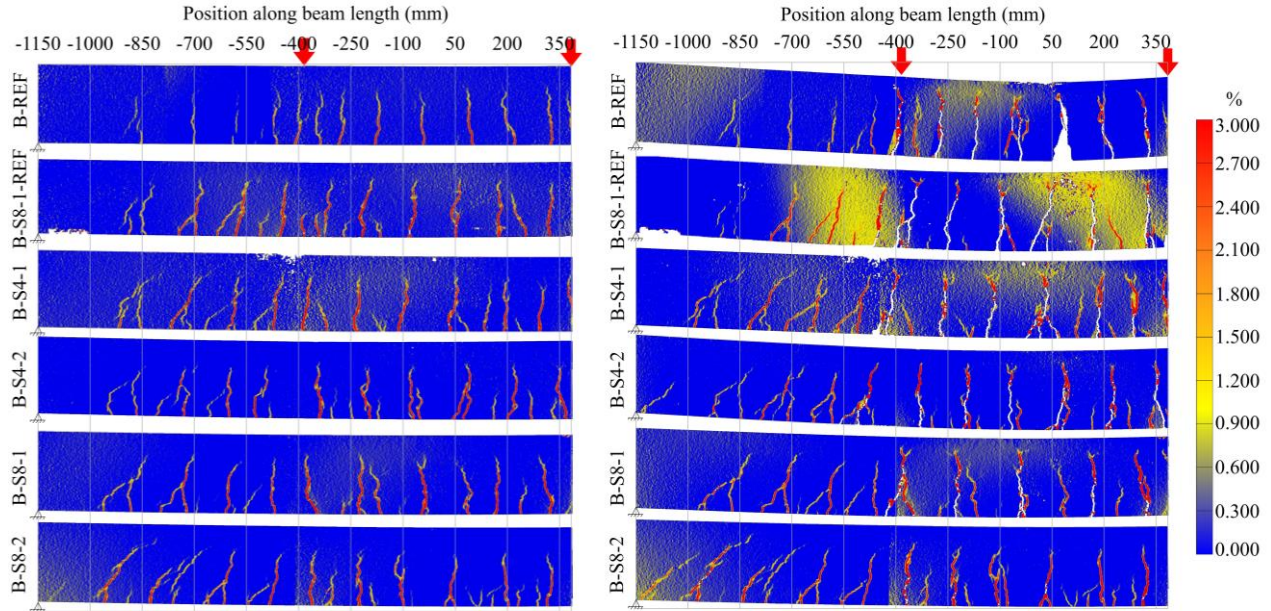 Position along beam length (mm)
-1150 -1000 -850 -700 -550 -400 -250 -100 50 200 350
B-REF
B-S8-1-REF
B-S4-1
B-S4-2
B-S8-1
B-S8-2
Position along beam length (mm)
-1150 -1000 -850 -700 -550 -400 -250 -100 50 200 350
B-REF
B-S8-1-REF
B-S4-1
B-S4-2
B-S8-1
B-S8-2
%
3.000
2.700
2.400
2.100
1.800
1.500
1.200
0.900
0.600
0.300
0.000